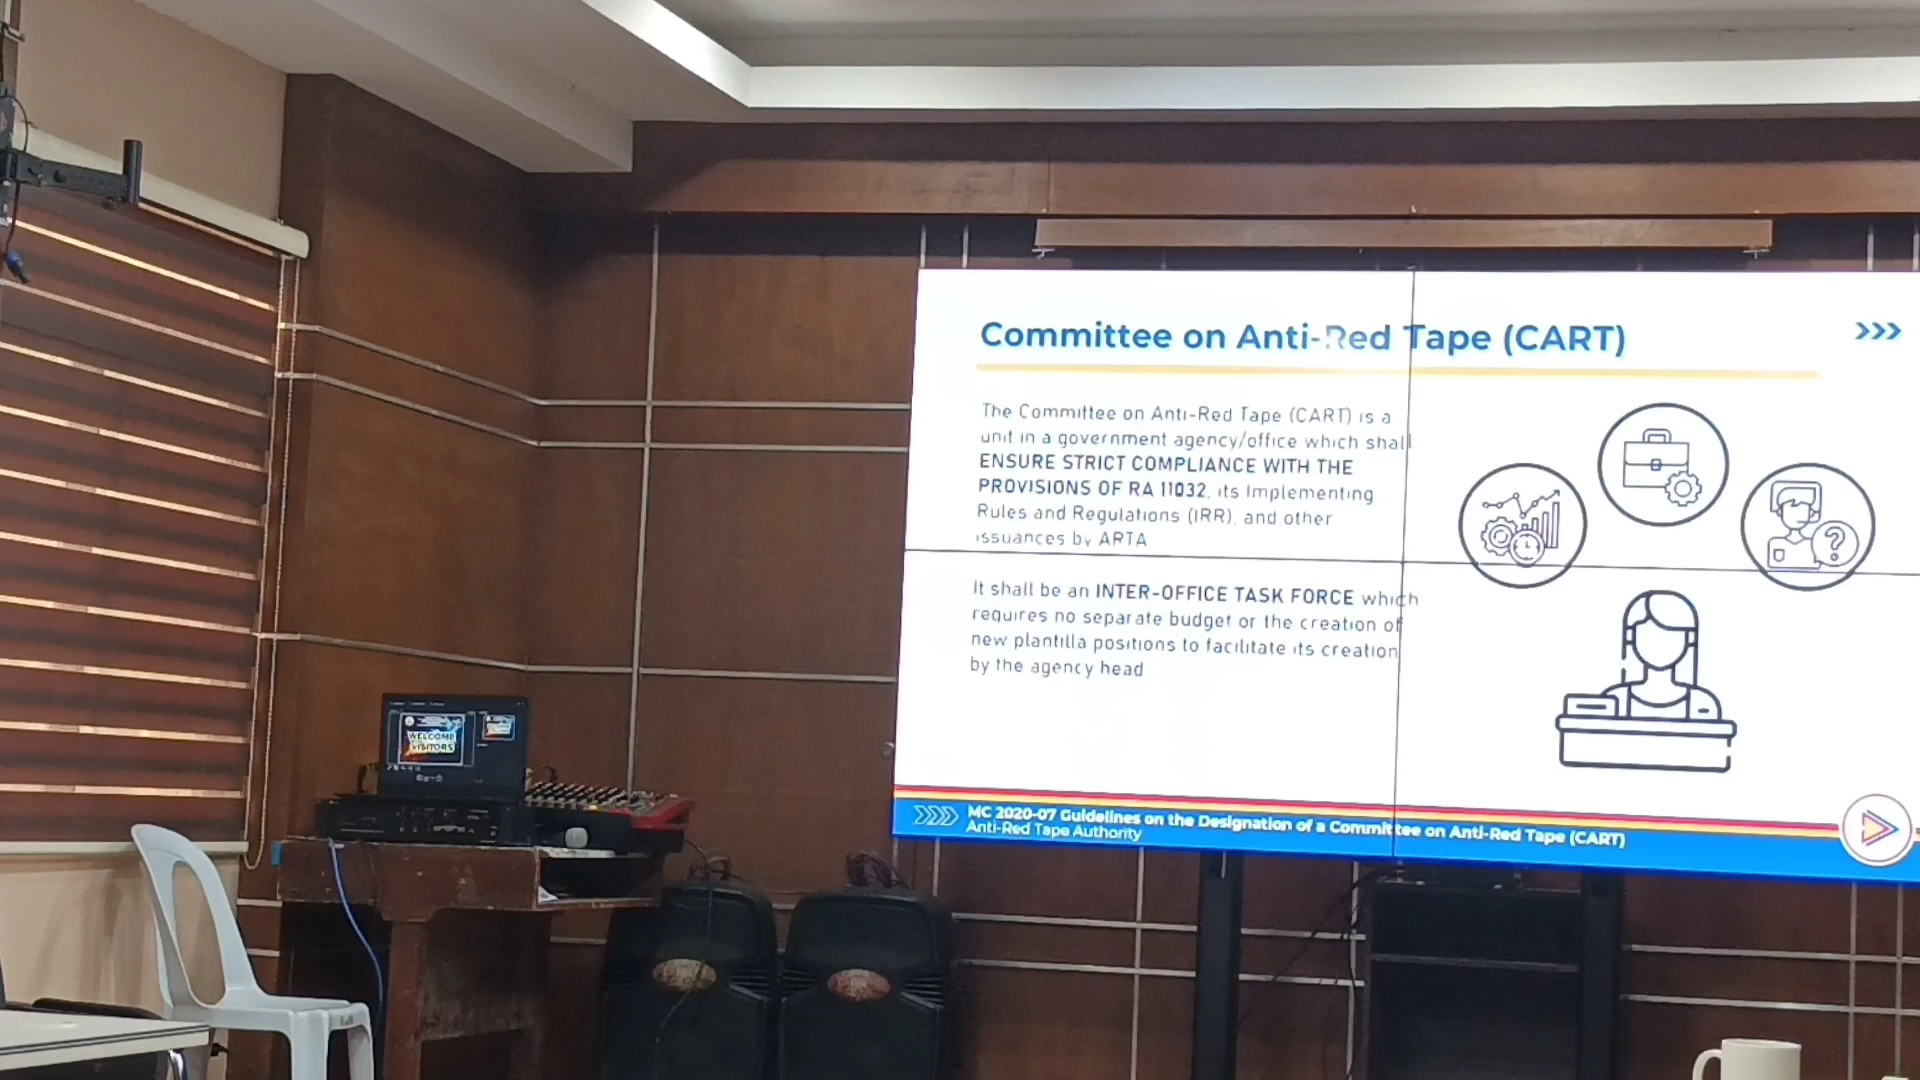 Committee on Anti-Red Tape (CART)
The Committee on Anti-Red Tape (CART) is a
unit in a government agency/office which shall
ENSURE STRICT COMPLIANCE WITH THE
PROVISIONS OF RA 11032, its Implementing
Rules and Regulations (IRR), and other
issuances by ARTA
It shall be an INTER-OFFICE TASK FORCE which
requires no separate budget or the creation of
new plantilla positions to facilitate its creation
by the agency head
MC 2020-07 Guidelines on the Designation of a Committee on Anti-Red Tape (CART)
Anti-Red Tape Authority
WELCOME
VISITORS